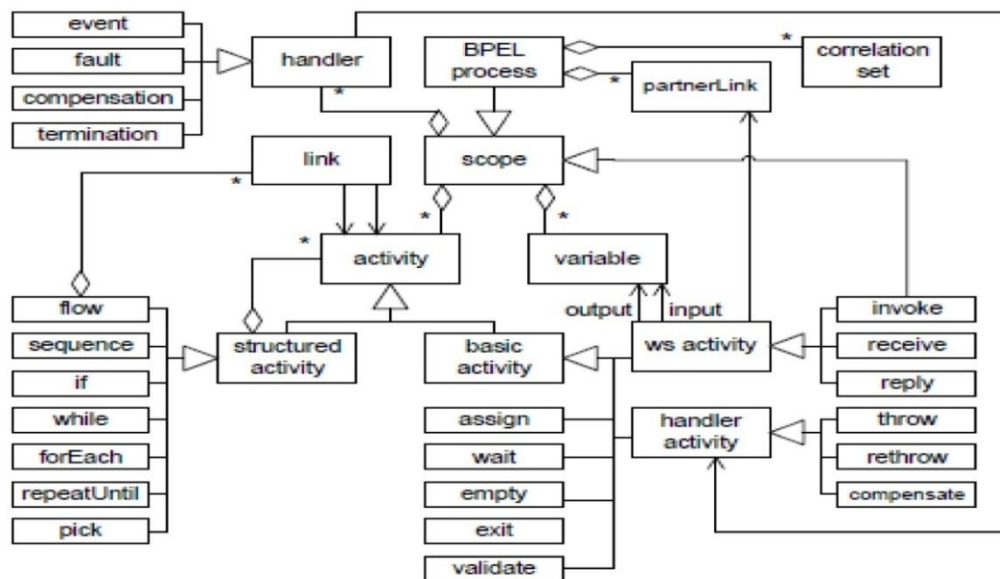 event
fault
compensation
termination
handler
*
BPEL
process
*
*
correlation
set
partnerLink
link
*
scope
*
*
*
activity
variable
output
input
flow
sequence
if
while
forEach
repeatUntil
pick
structured
activity
basic
activity
ws activity
invoke
receive
reply
assign
wait
empty
exit
validate
handler
activity
throw
rethrow
compensate